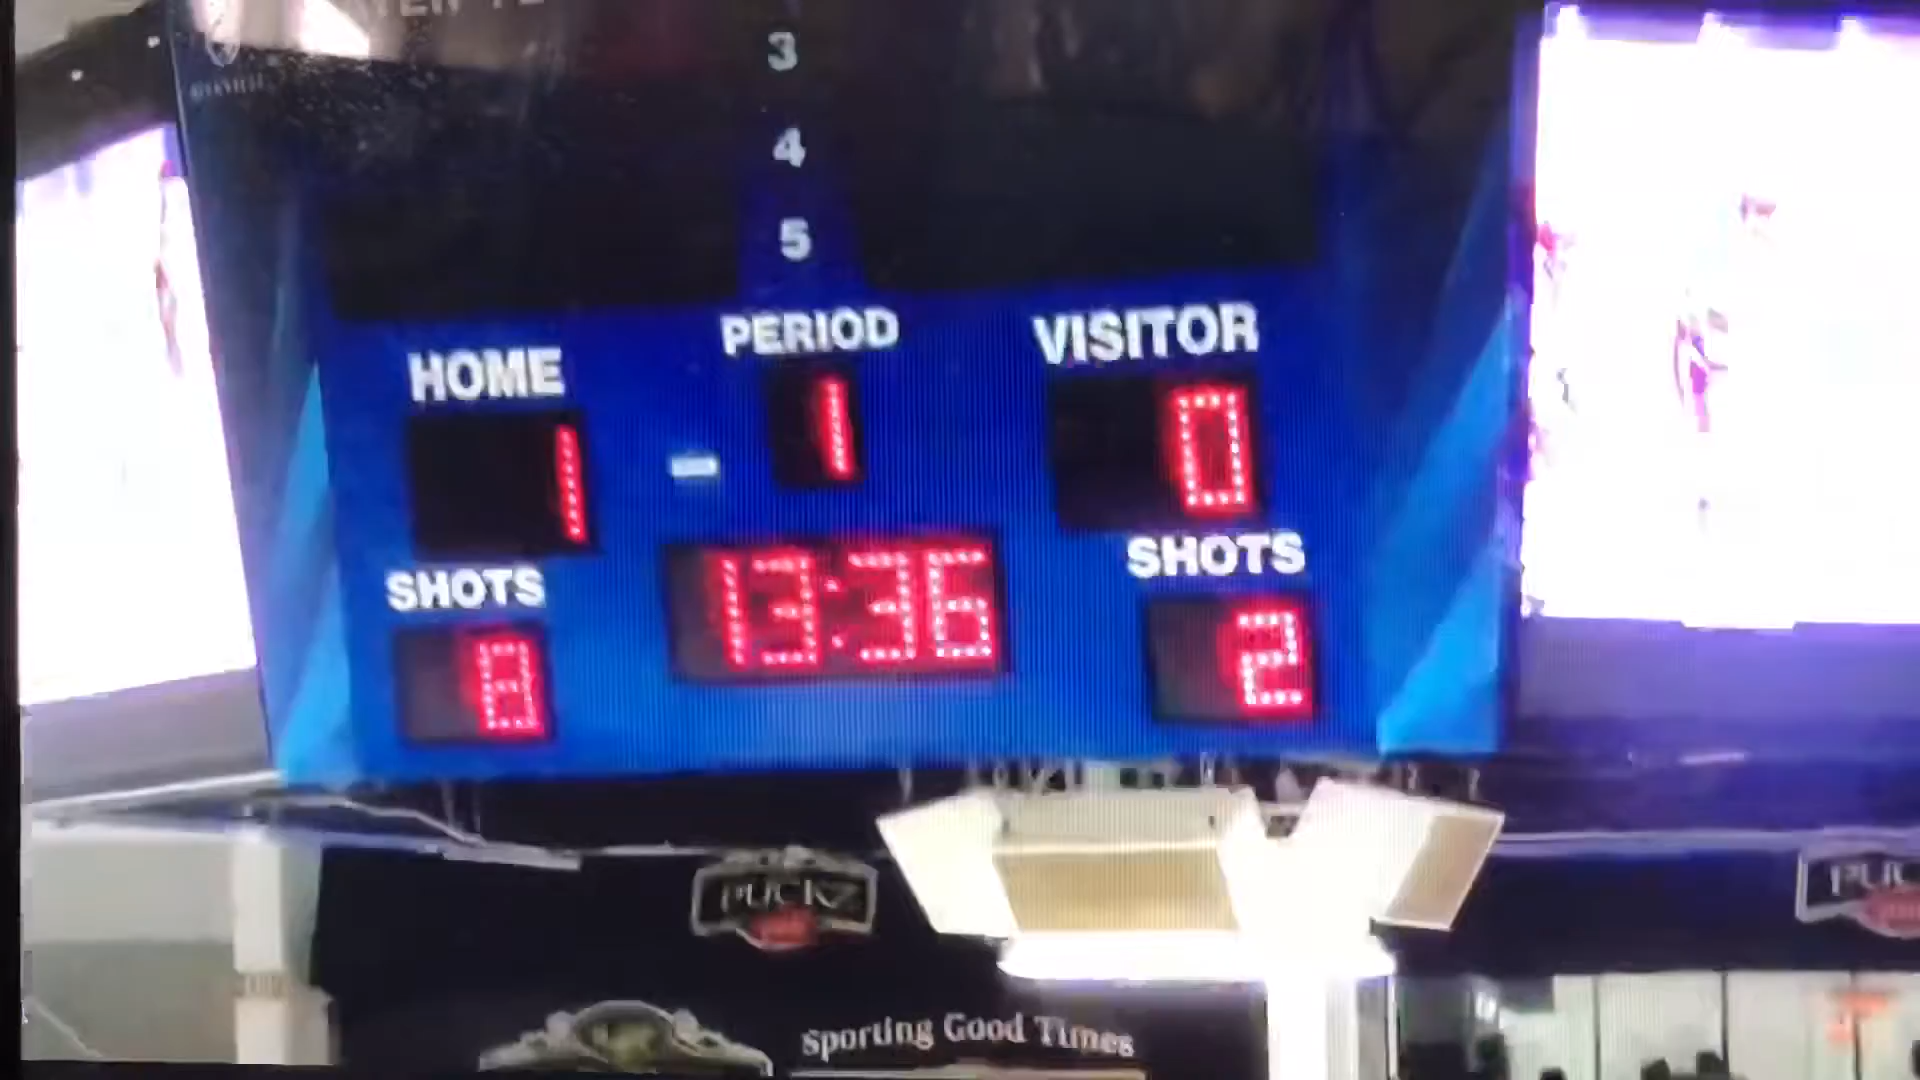 3
4
5
HOME PERIOD VISITOR
1 - 1 0
SHOTS 13:36 SHOTS
8 2
PUCKZ
PUC
Sporting Good Times